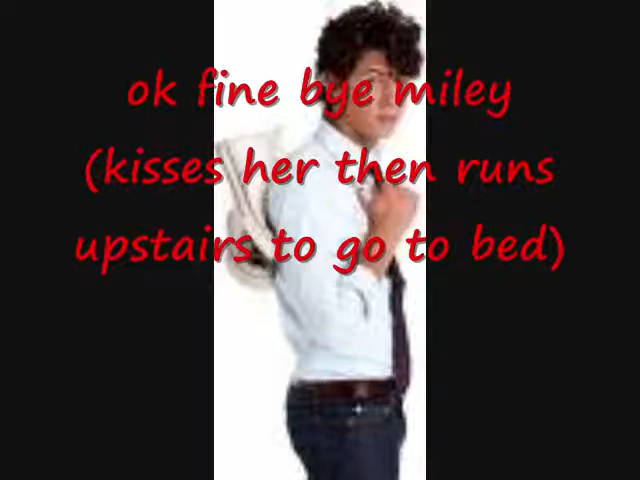 ok fine bye miley
(kisses her then runs
upstairs to go to bed)